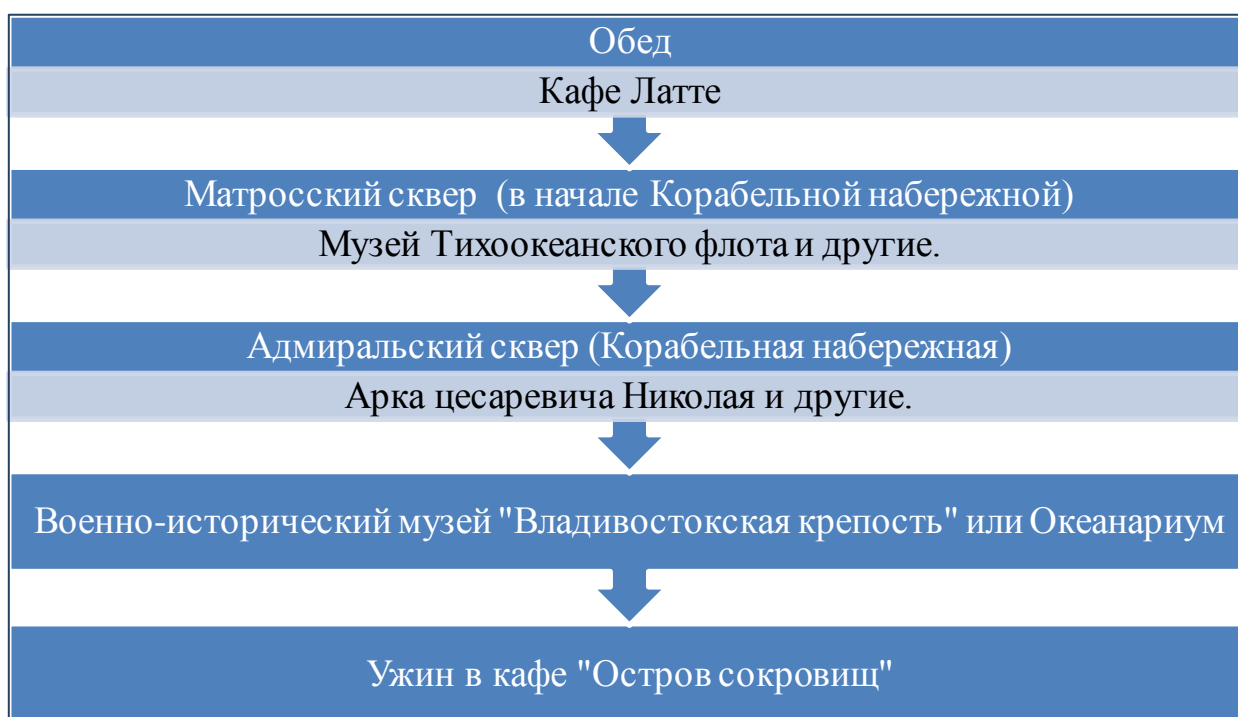 Обед
Кафе Латте
Матросский сквер (в начале Корабельной набережной)
Музей Тихоокеанского флота и другие.
Адмиральский сквер (Корабельная набережная)
Арка цесаревича Николая и другие.
Военно-исторический музей "Владивостокская крепость" или Океанариум
Ужин в кафе "Остров сокровищ"